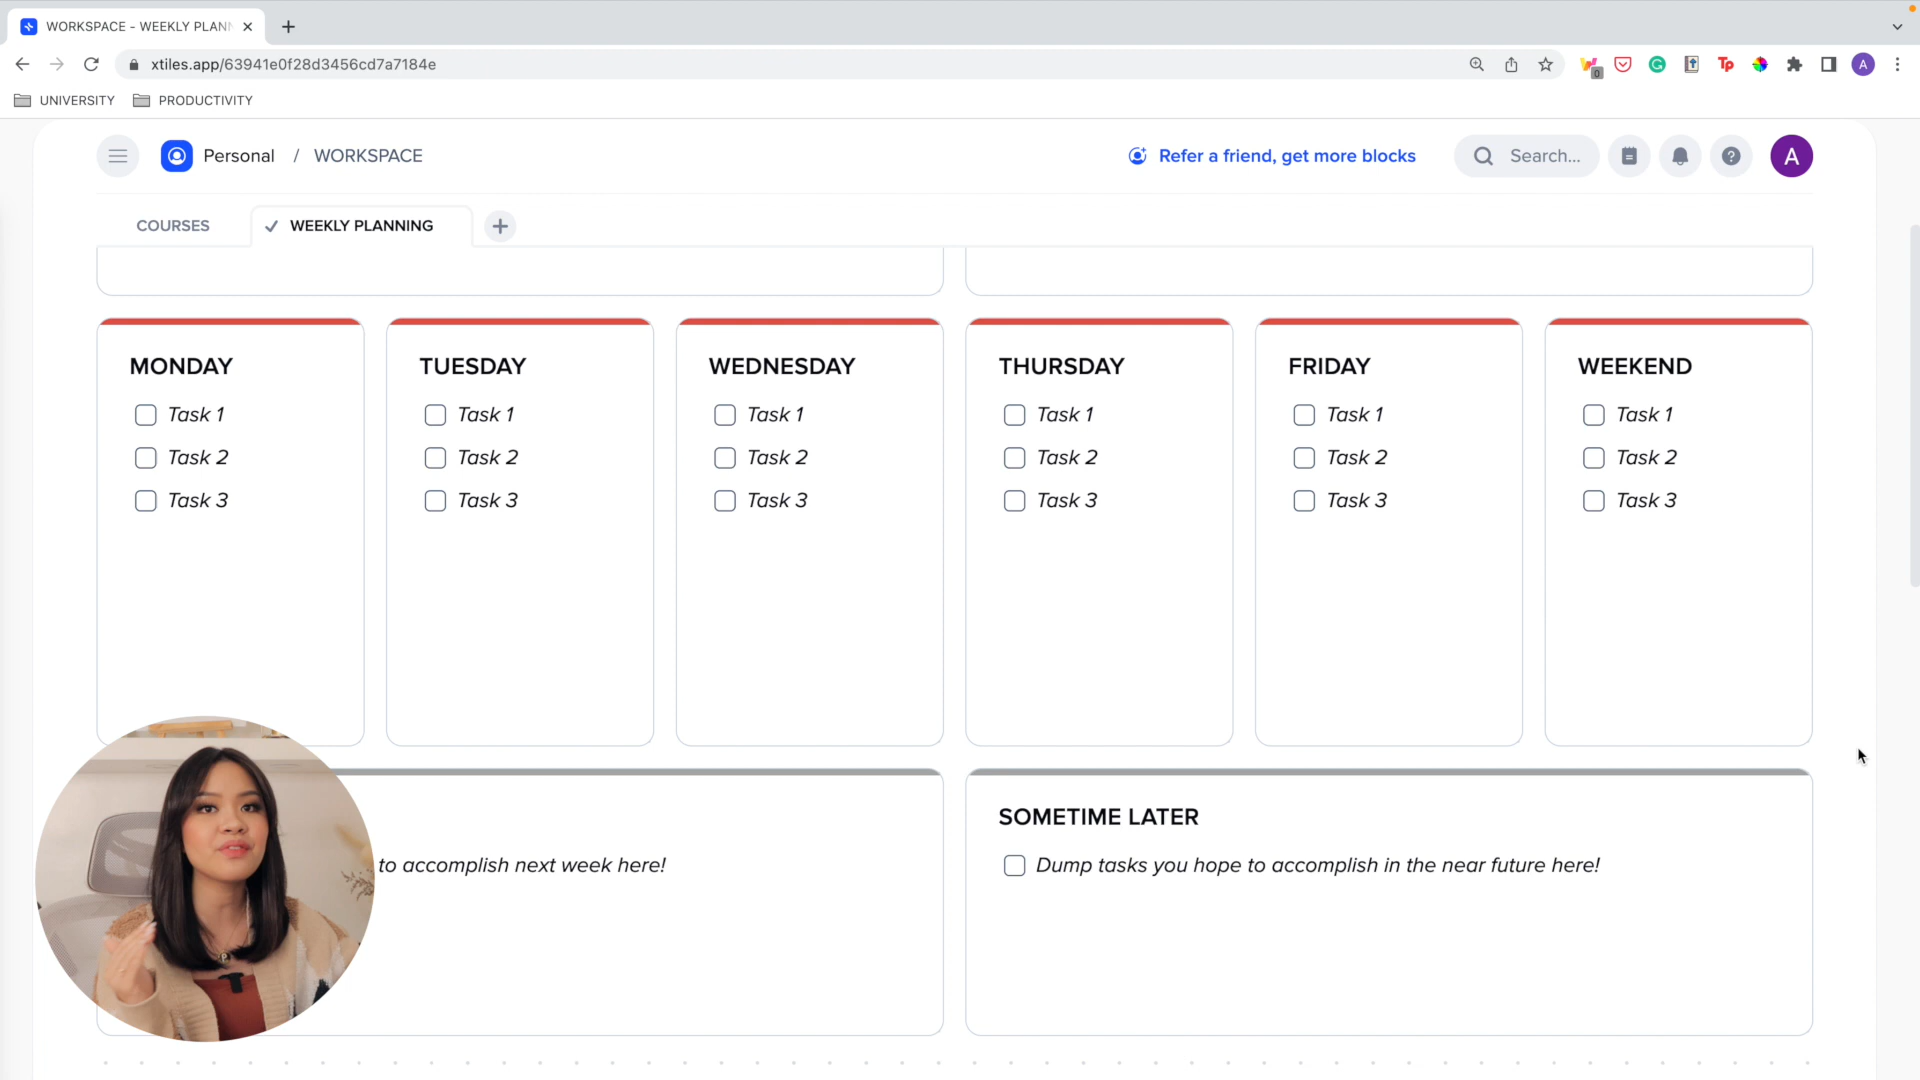 WORKSPACE - WEEKLY PLANN
xtiles.app/63941e0f28d3456cd7a7184e
0
Tp
A
UNIVERSITY
PRODUCTIVITY
Personal / WORKSPACE
Refer a friend, get more blocks
Search...
A
COURSES
WEEKLY PLANNING
MONDAY
Task 1
Task 2
Task 3
TUESDAY
Task 1
Task 2
Task 3
WEDNESDAY
Task 1
Task 2
Task 3
THURSDAY
Task 1
Task 2
Task 3
FRIDAY
Task 1
Task 2
Task 3
WEEKEND
Task 1
Task 2
Task 3
to accomplish next week here!
SOMETIME LATER
Dump tasks you hope to accomplish in the near future here!